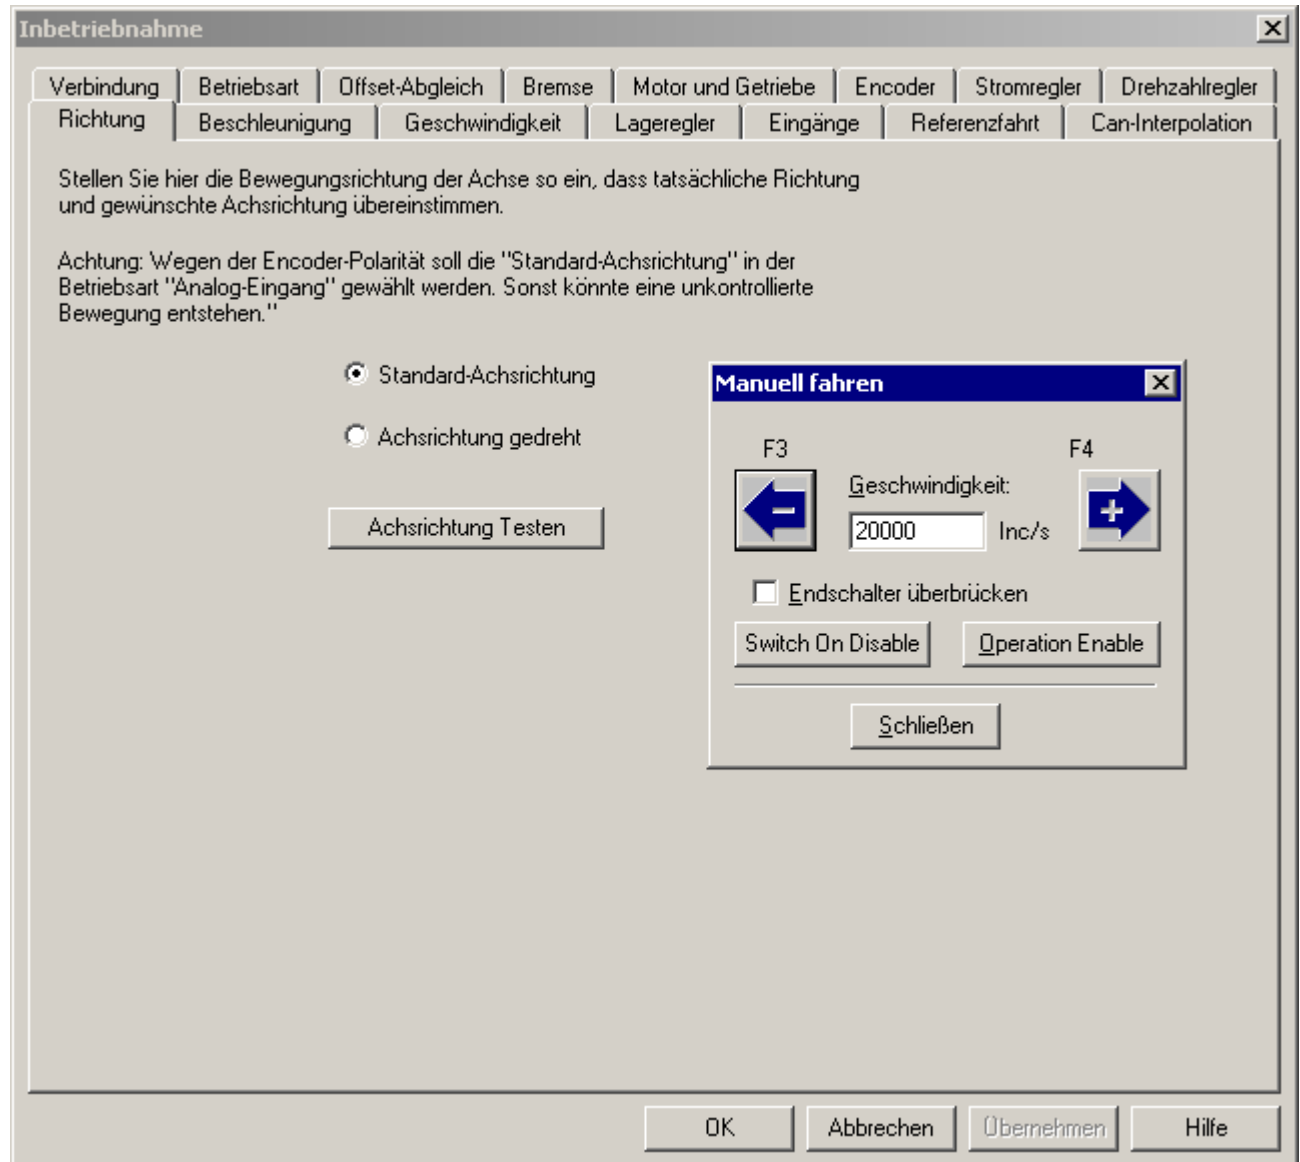 Inbetriebnahme
Verbindung Betriebsart Offset-Abgleich Bremse Motor und Getriebe Encoder Stromregler Drehzahlregler
Richtung Beschleunigung Geschwindigkeit Lageregler Eingänge Referenzfahrt Can-Interpolation
Stellen Sie hier die Bewegungsrichtung der Achse so ein, dass tatsächliche Richtung
und gewünschte Achsrichtung übereinstimmen.
Achtung: Wegen der Encoder-Polarität soll die "Standard-Achsrichtung" in der
Betriebsart "Analog-Eingang" gewählt werden. Sonst könnte eine unkontrollierte
Bewegung entstehen."
Standard-Achsrichtung
Achsrichtung gedreht
Achsrichtung Testen
Manuell fahren
F3 F4
Geschwindigkeit:
- 20000 Inc/s +
Endschalter überbrücken
Switch On Disable Operation Enable
Schließen
OK Abbrechen Übernehmen Hilfe